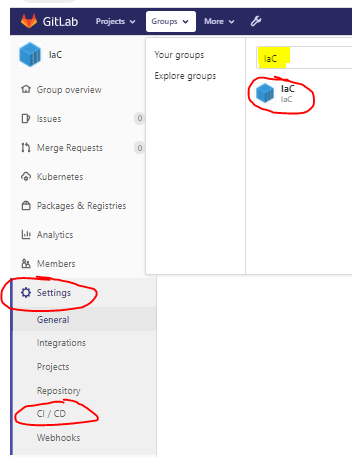 GitLab Projects Groups More
IaC
Group overview
Issues 0
Merge Requests 0
Kubernetes
Packages & Registries
Analytics
Members
Settings
General
Integrations
Projects
Repository
CI / CD
Webhooks
Your groups
Explore groups
IaC
IaC
IaC